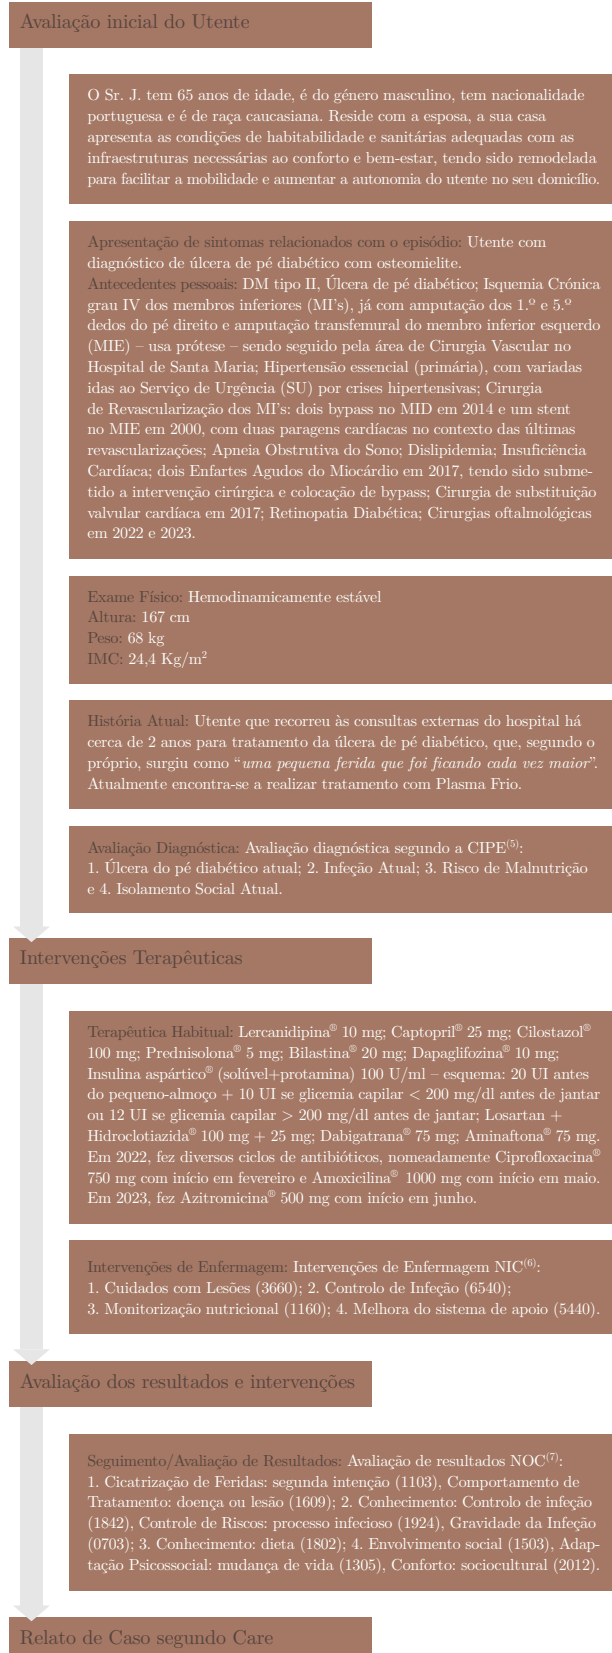 Avaliação inicial do Utente
O Sr. J. tem 65 anos de idade, é do género masculino, tem nacionalidade
portuguesa e é de raça caucasiana. Reside com a esposa, a sua casa
apresenta as condições de habitabilidade e sanitárias adequadas com as
infraestruturas necessárias ao conforto e bem-estar, tendo sido remodelada
para facilitar a mobilidade e aumentar a autonomia do utente no seu domicílio.
Apresentação de sintomas relacionados com o episódio: Utente com
diagnóstico de úlcera de pé diabético com osteomielite.
Antecedentes pessoais: DM tipo II, Úlcera de pé diabético; Isquemia Crónica
grau IV dos membros inferiores (MI's), já com amputação dos 1.º e 5.º
dedos do pé direito e amputação transfemural do membro inferior esquerdo
(MIE) – usa prótese – sendo seguido pela área de Cirurgia Vascular no
Hospital de Santa Maria; Hipertensão essencial (primária), com variadas
idas ao Serviço de Urgência (SU) por crises hipertensivas; Cirurgia
de Revascularização dos MI's: dois bypass no MID em 2014 e um stent
no MIE em 2000, com duas paragens cardíacas no contexto das últimas
revascularizações; Apneia Obstrutiva do Sono; Dislipidemia; Insuficiência
Cardíaca; dois Enfartes Agudos do Miocárdio em 2017, tendo sido subme-
tido a intervenção cirúrgica e colocação de bypass; Cirurgia de substituição
valvular cardíaca em 2017; Retinopatia Diabética; Cirurgias oftalmológicas
em 2022 e 2023.
Exame Físico: Hemodinamicamente estável
Altura: 167 cm
Peso: 68 kg
IMC: 24,4 Kg/m²
História Atual: Utente que recorreu às consultas externas do hospital há
cerca de 2 anos para tratamento da úlcera de pé diabético, que, segundo o
próprio, surgiu como “uma pequena ferida que foi ficando cada vez maior”.
Atualmente encontra-se a realizar tratamento com Plasma Frio.
Avaliação Diagnóstica: Avaliação diagnóstica segundo a CIPE(5):
1. Úlcera do pé diabético atual; 2. Infeção Atual; 3. Risco de Malnutrição
e 4. Isolamento Social Atual.
Intervenções Terapêuticas
Terapêutica Habitual: Lercanidipina® 10 mg; Captopril® 25 mg; Cilostazol®
100 mg; Prednisolona® 5 mg; Bilastina® 20 mg; Dapaglifozina® 10 mg;
Insulina aspártico® (solúvel+protamina) 100 U/ml – esquema: 20 UI antes
do pequeno-almoço + 10 UI se glicemia capilar < 200 mg/dl antes de jantar
ou 12 UI se glicemia capilar > 200 mg/dl antes de jantar; Losartan +
Hidroclotiazida® 100 mg + 25 mg; Dabigatrana® 75 mg; Aminaftona® 75 mg.
Em 2022, fez diversos ciclos de antibióticos, nomeadamente Ciprofloxacina®
750 mg com início em fevereiro e Amoxicilina® 1000 mg com início em maio.
Em 2023, fez Azitromicina® 500 mg com início em junho.
Intervenções de Enfermagem: Intervenções de Enfermagem NIC(6):
1. Cuidados com Lesões (3660); 2. Controlo de Infeção (6540);
3. Monitorização nutricional (1160); 4. Melhora do sistema de apoio (5440).
Avaliação dos resultados e intervenções
Seguimento/Avaliação de Resultados: Avaliação de resultados NOC(7):
1. Cicatrização de Feridas: segunda intenção (1103), Comportamento de
Tratamento: doença ou lesão (1609); 2. Conhecimento: Controlo de infeção
(1842), Controle de Riscos: processo infecioso (1924), Gravidade da Infeção
(0703); 3. Conhecimento: dieta (1802); 4. Envolvimento social (1503), Adap-
tação Psicossocial: mudança de vida (1305), Conforto: sociocultural (2012).
Relato de Caso segundo Care